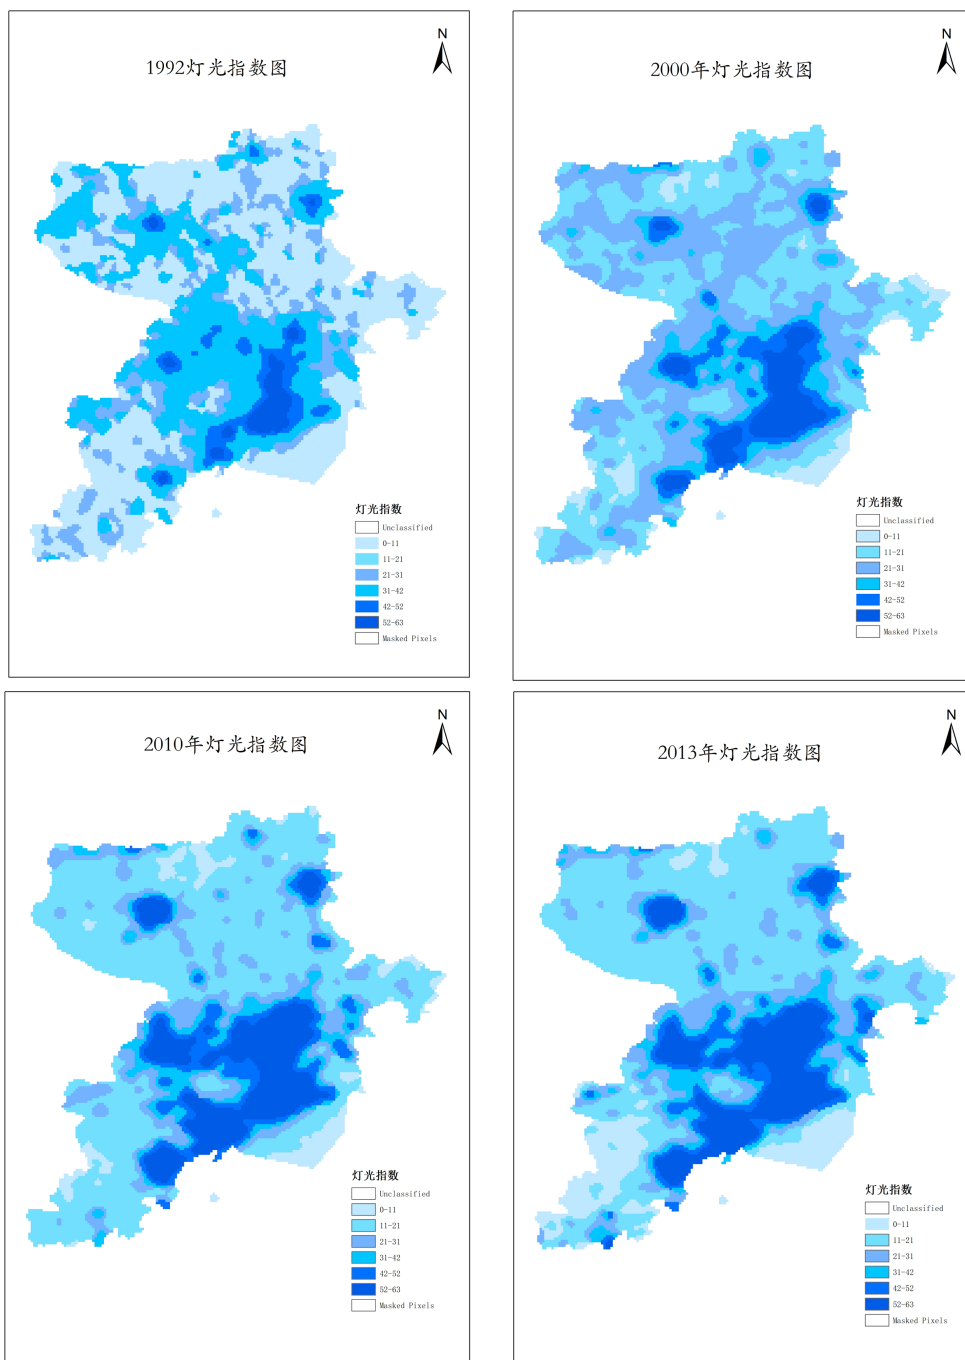 N
1992灯光指数图
灯光指数
Unclassified
0-11
11-21
21-31
31-42
42-52
52-63
Masked Pixels
N
2000年灯光指数图
灯光指数
Unclassified
0-11
11-21
21-31
31-42
42-52
52-63
Masked Pixels
N
2010年灯光指数图
灯光指数
Unclassified
0-11
11-21
21-31
31-42
42-52
52-63
Masked Pixels
N
2013年灯光指数图
灯光指数
Unclassified
0-11
11-21
21-31
31-42
42-52
52-63
Masked Pixels